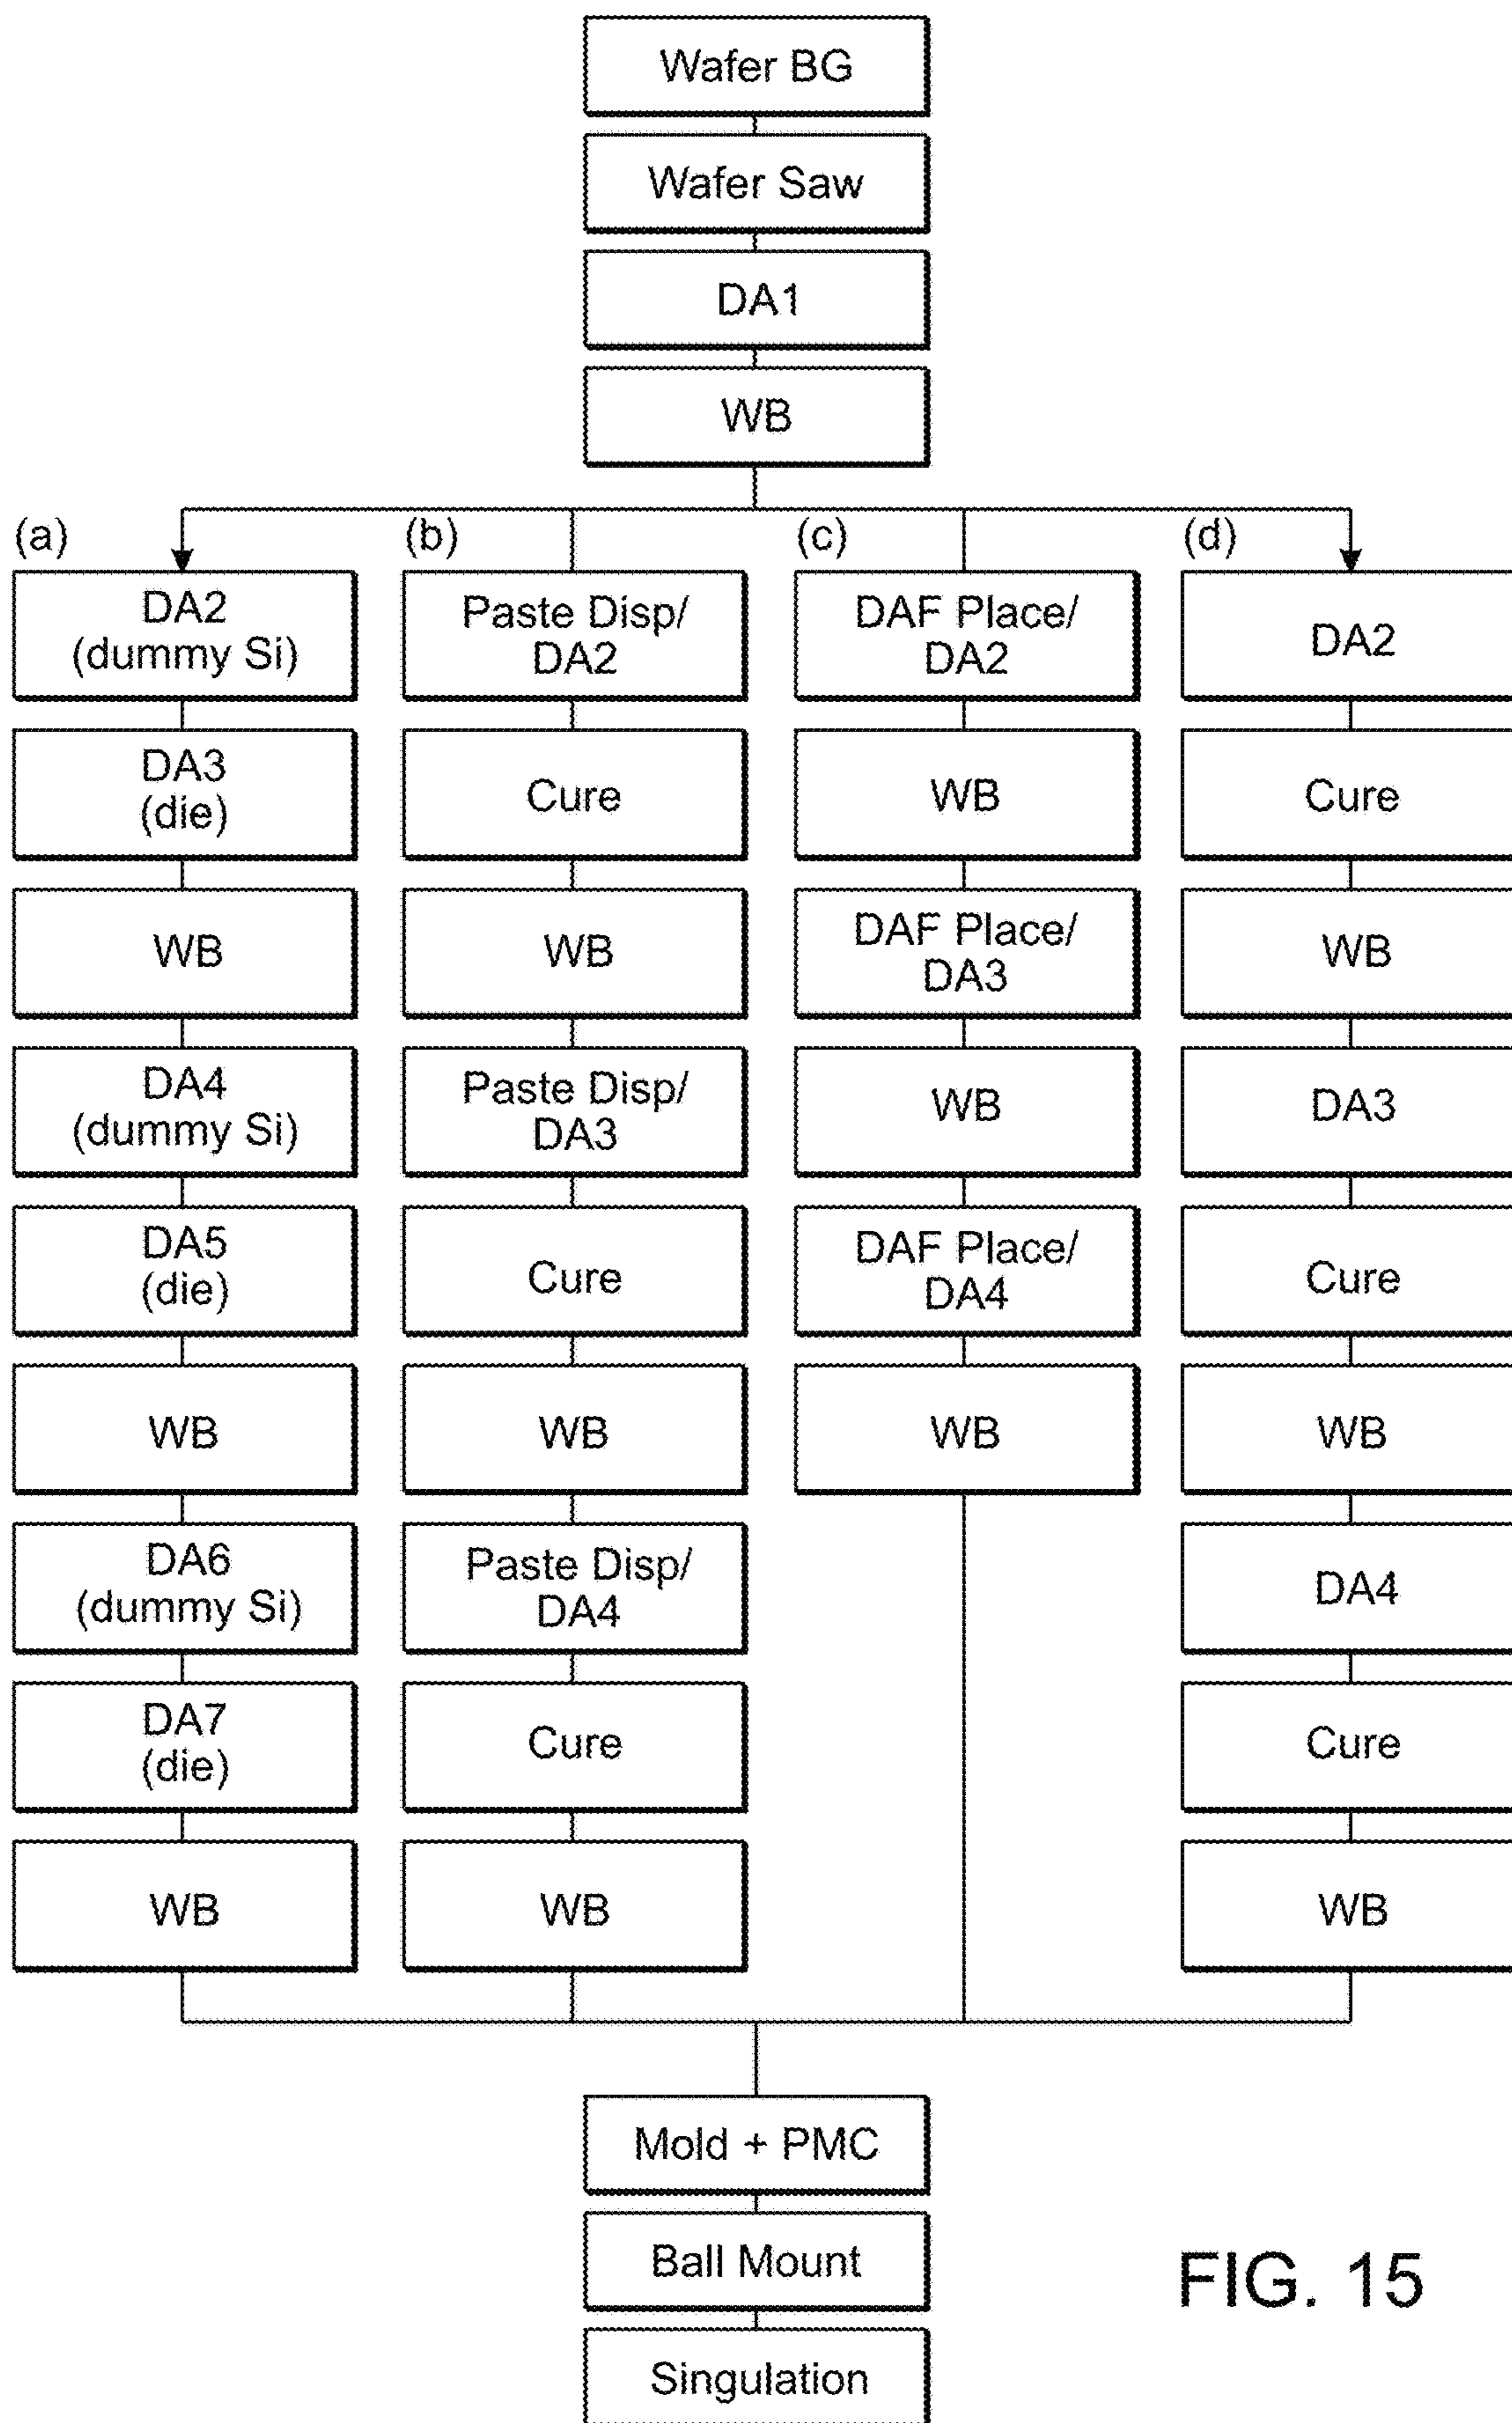 Wafer BG
Wafer Saw
DA1
WB
(a)
DA2
(dummy Si)
DA3
(die)
WB
DA4
(dummy Si)
DA5
(die)
WB
DA6
(dummy Si)
DA7
(die)
WB
(b)
Paste Disp/
DA2
Cure
WB
Paste Disp/
DA3
Cure
WB
Paste Disp/
DA4
Cure
WB
(c)
DAF Place/
DA2
WB
DAF Place/
DA3
WB
DAF Place/
DA4
WB
(d)
DA2
Cure
WB
DA3
Cure
WB
DA4
Cure
WB
Mold + PMC
Ball Mount
Singulation
FIG. 15